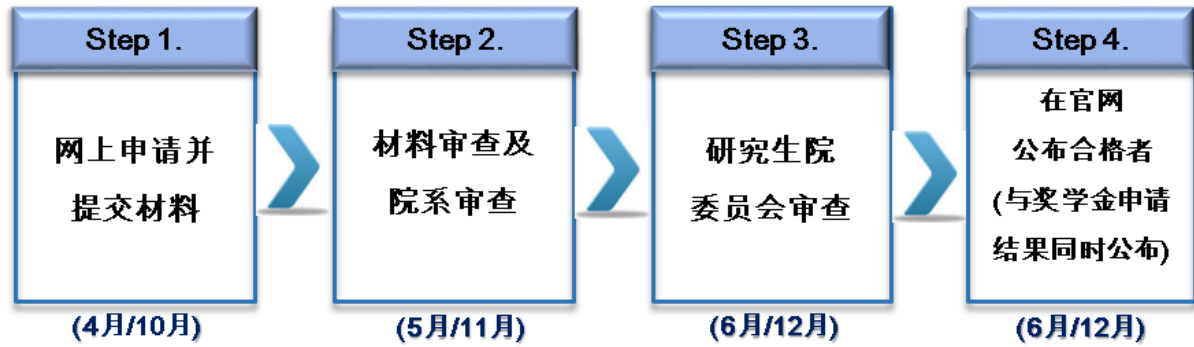 Step 1.
网上申请并
提交材料
(4月/10月)
Step 2.
材料审查及
院系审查
(5月/11月)
Step 3.
研究生院
委员会审查
(6月/12月)
Step 4.
在官网
公布合格者
(与奖学金申请
结果同时公布)
(6月/12月)